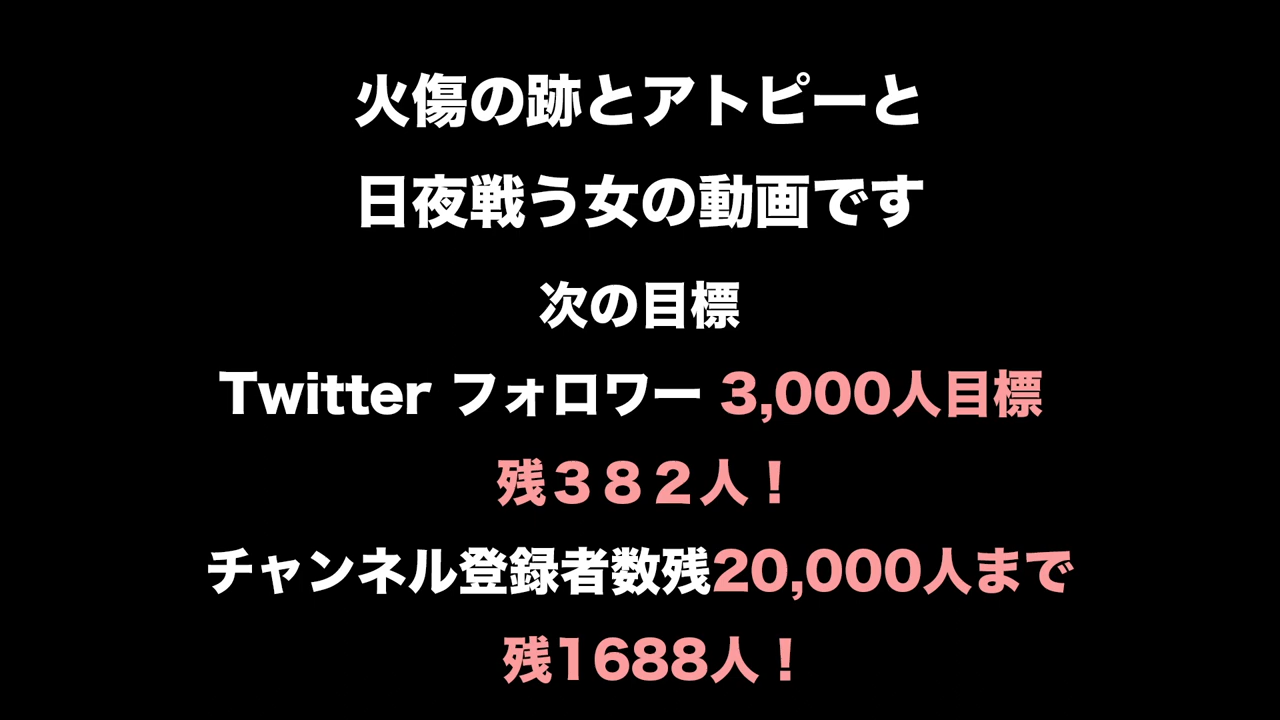 火傷の跡とアトピーと
日夜戦う女の動画です
次の目標
Twitter フォロワー 3,000人目標
残３８２人！
チャンネル登録者数残20,000人まで
残1688人！